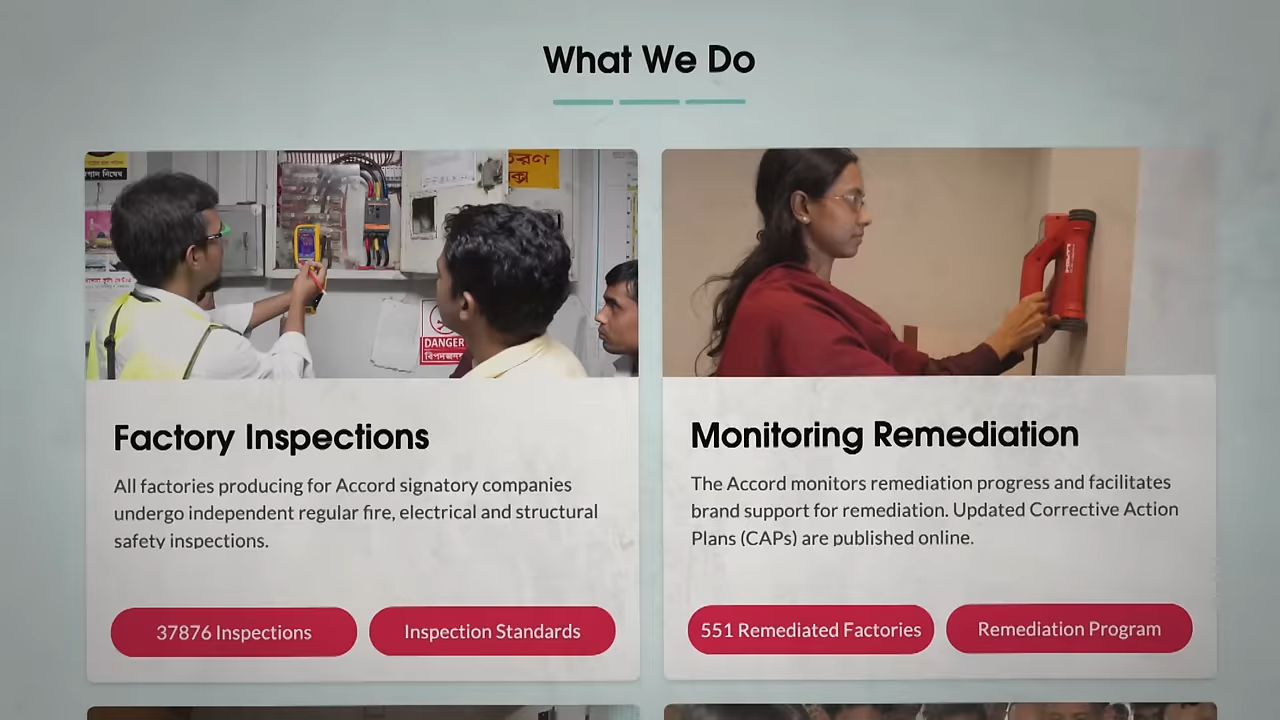 What We Do
DANGER
Factory Inspections
All factories producing for Accord signatory companies
undergo independent regular fire, electrical and structural
safety inspections.
37876 Inspections
Inspection Standards
Monitoring Remediation
The Accord monitors remediation progress and facilitates
brand support for remediation. Updated Corrective Action
Plans (CAPs) are published online.
551 Remediated Factories
Remediation Program